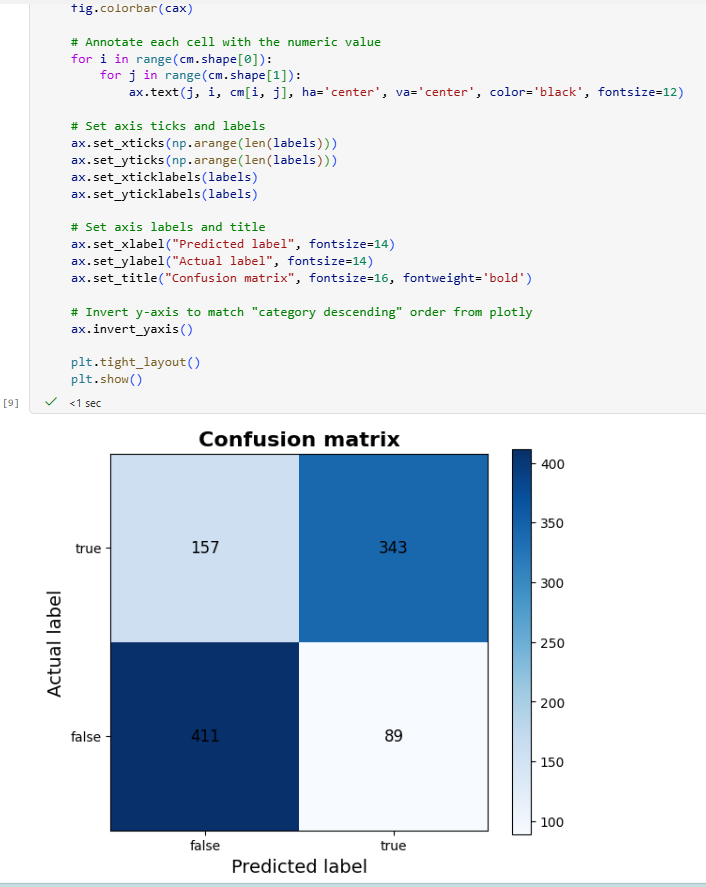 fig.colorbar(cax)
# Annotate each cell with the numeric value
for i in range(cm.shape[0]):
    for j in range(cm.shape[1]):
        ax.text(j, i, cm[i, j], ha='center', va='center', color='black', fontsize=12)
# Set axis ticks and labels
ax.set_xticks(np.arange(len(labels)))
ax.set_yticks(np.arange(len(labels)))
ax.set_xticklabels(labels)
ax.set_yticklabels(labels)
# Set axis labels and title
ax.set_xlabel("Predicted label", fontsize=14)
ax.set_ylabel("Actual label", fontsize=14)
ax.set_title("Confusion matrix", fontsize=16, fontweight='bold')
# Invert y-axis to match "category descending" order from plotly
ax.invert_yaxis()
plt.tight_layout()
plt.show()
[9] <1 sec
Confusion matrix
400
350
300
250
200
150
100
Actual label
true 157 343
false 411 89
false true
Predicted label